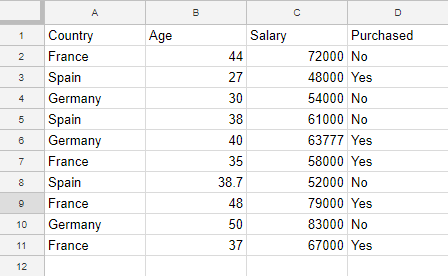 A B C D
1 Country Age Salary Purchased
2 France 44 72000 No
3 Spain 27 48000 Yes
4 Germany 30 54000 No
5 Spain 38 61000 No
6 Germany 40 63777 Yes
7 France 35 58000 Yes
8 Spain 38.7 52000 No
9 France 48 79000 Yes
10 Germany 50 83000 No
11 France 37 67000 Yes
12